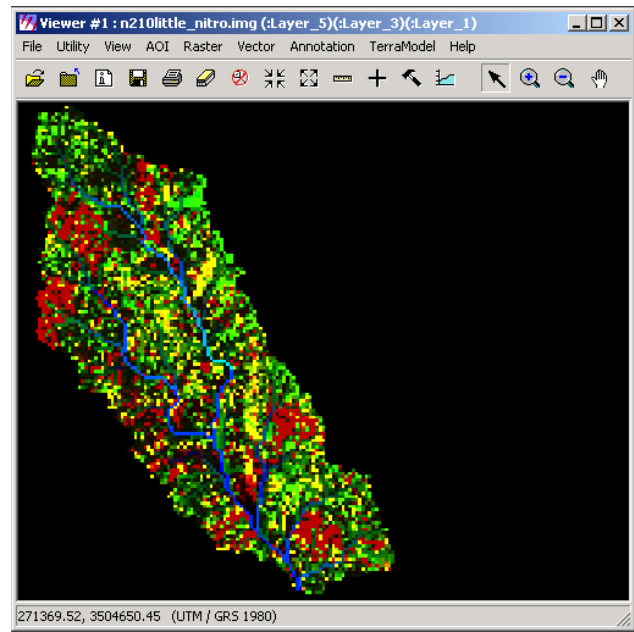 Viewer #1 : n210little_nitro.img (:Layer_5)(:Layer_3)(:Layer_1)
File Utility View AOI Raster Vector Annotation TerraModel Help
271369.52, 3504650.45 (UTM / GRS 1980)